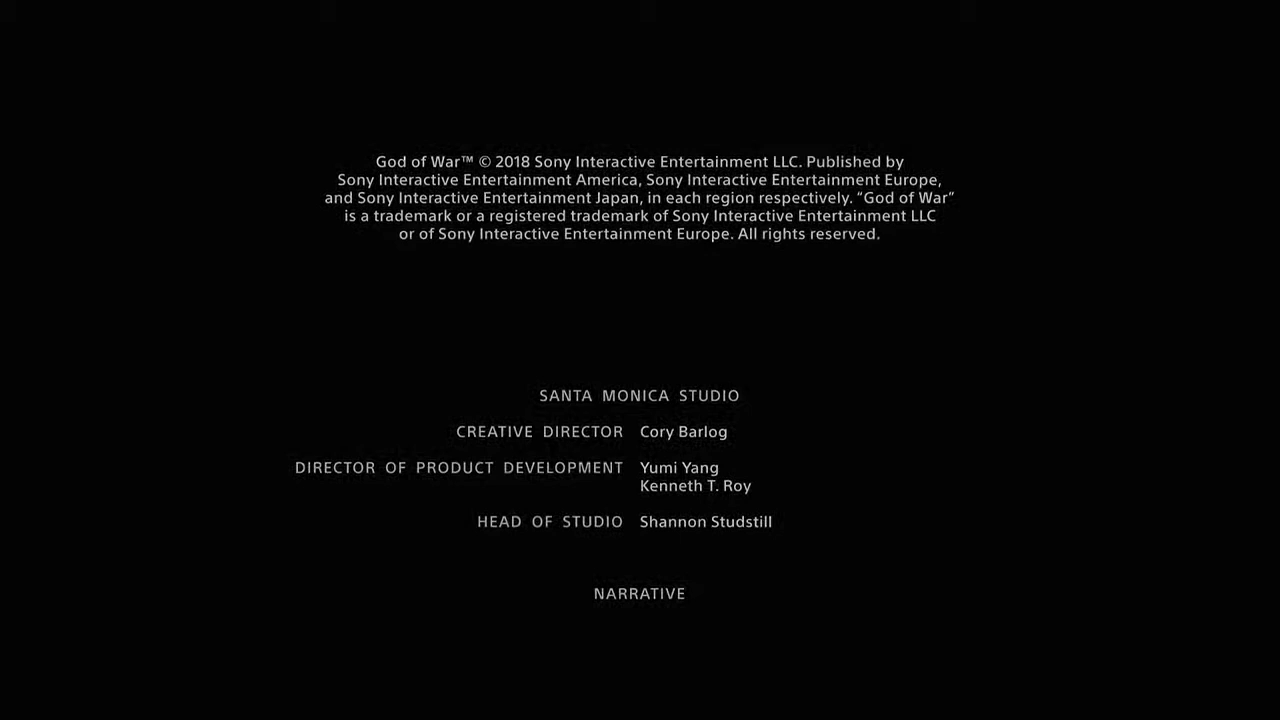 God of War™ © 2018 Sony Interactive Entertainment LLC. Published by
Sony Interactive Entertainment America, Sony Interactive Entertainment Europe,
and Sony Interactive Entertainment Japan, in each region respectively. “God of War”
is a trademark or a registered trademark of Sony Interactive Entertainment LLC
or of Sony Interactive Entertainment Europe. All rights reserved.
SANTA MONICA STUDIO
CREATIVE DIRECTOR Cory Barlog
DIRECTOR OF PRODUCT DEVELOPMENT Yumi Yang
Kenneth T. Roy
HEAD OF STUDIO Shannon Studstill
NARRATIVE